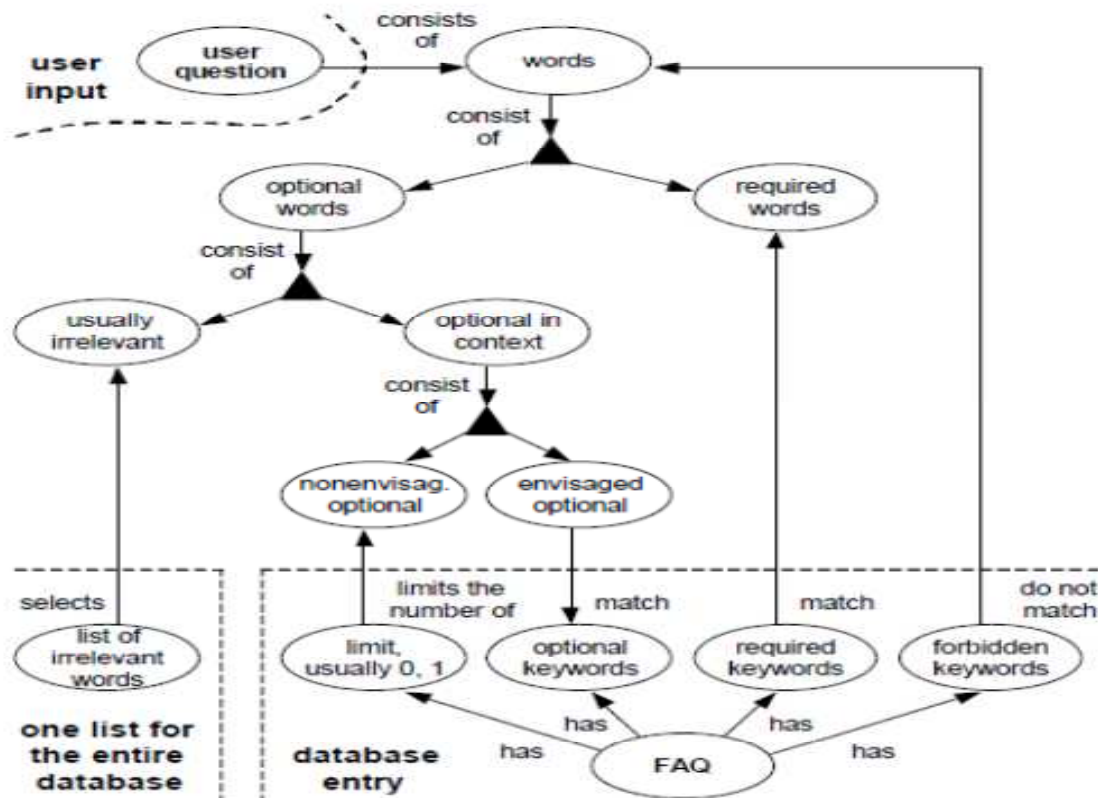 consists
of
user
question
words
user
input
consist
of
optional
words
required
words
consist
of
usually
irrelevant
optional in
context
consist
of
nonenvisag.
optional
envisaged
optional
selects
limits the
number of
match
match
do not
match
list of
irrelevant
words
limit,
usually 0, 1
optional
keywords
required
keywords
forbidden
keywords
one list for
the entire
database
database
entry
has
has
has
has
FAQ